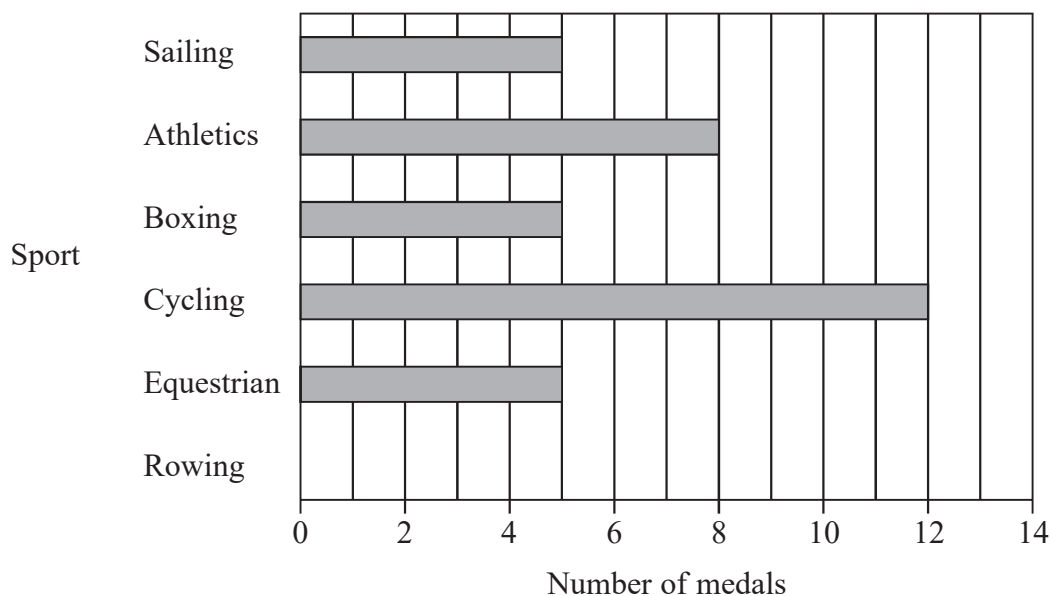 Sailing
Athletics
Boxing
Sport
Cycling
Equestrian
Rowing
0 2 4 6 8 10 12 14
Number of medals